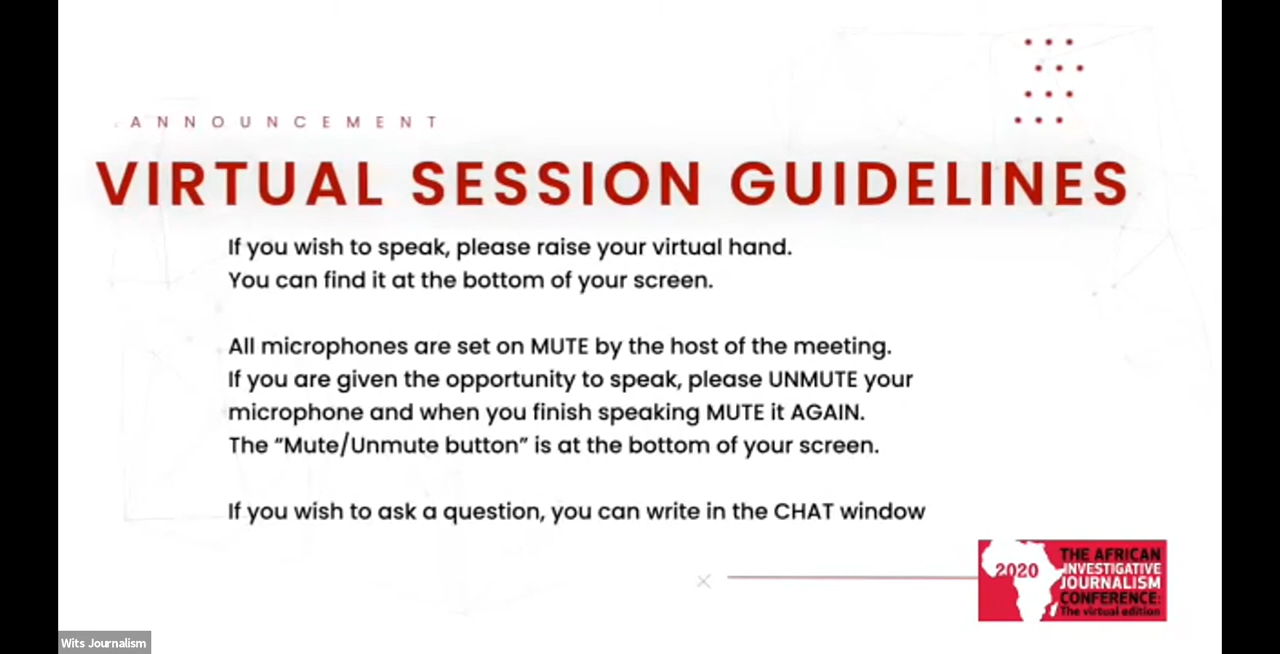 ANNOUNCEMENT
VIRTUAL SESSION GUIDELINES
If you wish to speak, please raise your virtual hand.
You can find it at the bottom of your screen.
All microphones are set on MUTE by the host of the meeting.
If you are given the opportunity to speak, please UNMUTE your
microphone and when you finish speaking MUTE it AGAIN.
The “Mute/Unmute button” is at the bottom of your screen.
If you wish to ask a question, you can write in the CHAT window
2020
THE AFRICAN
INVESTIGATIVE
JOURNALISM
CONFERENCE:
The virtual edition
Wits Journalism